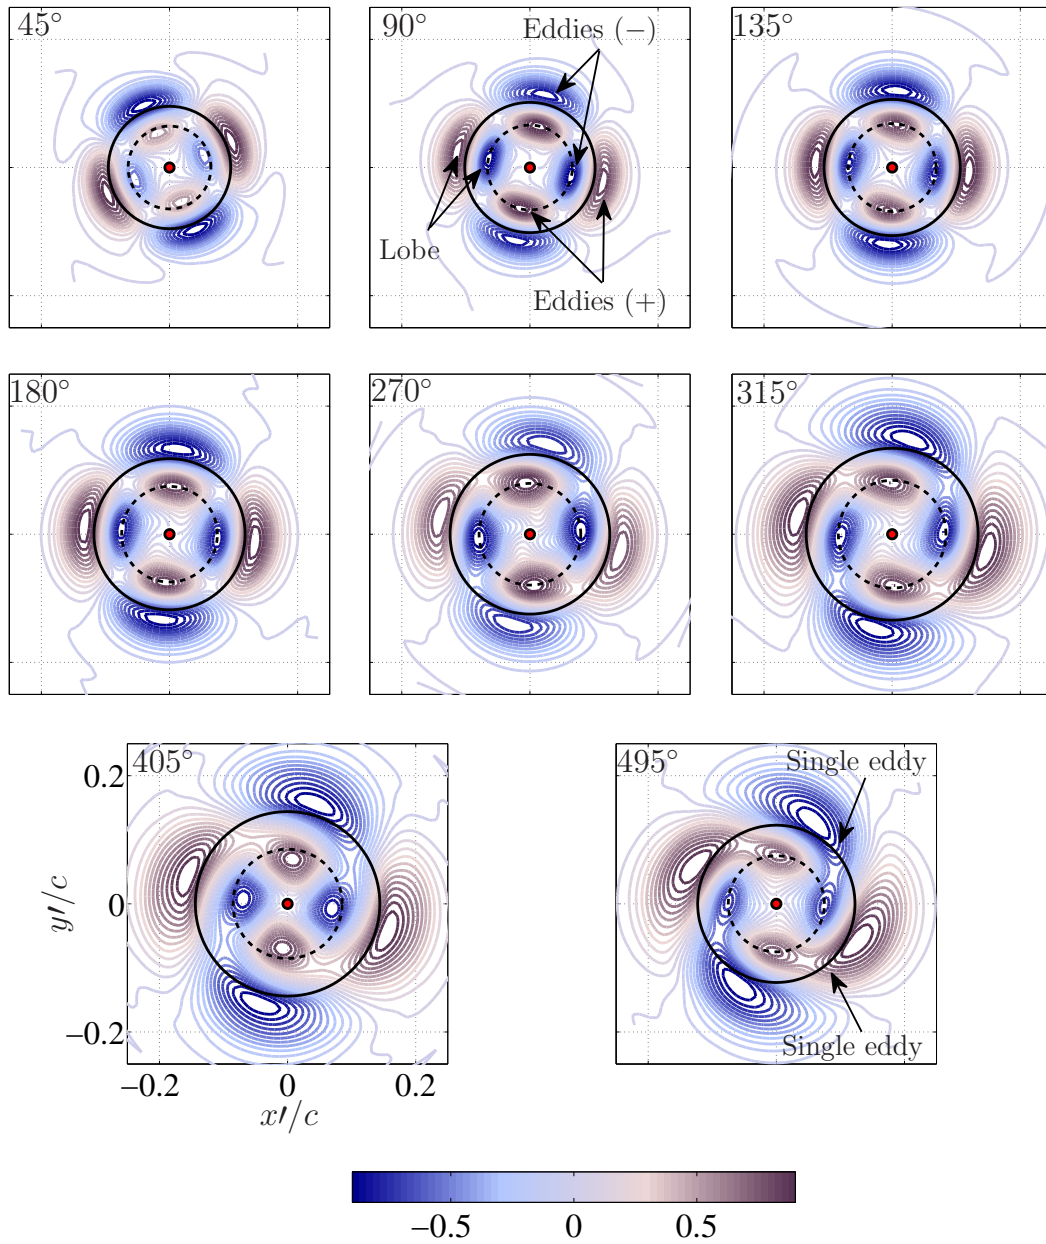 45°
90°
Eddies (−)
135°
Lobe
Eddies (+)
180°
270°
315°
405°
495°
Single eddy
0.2
0
−0.2
y′/c
Single eddy
−0.2 0 0.2
x′/c
−0.5 0 0.5